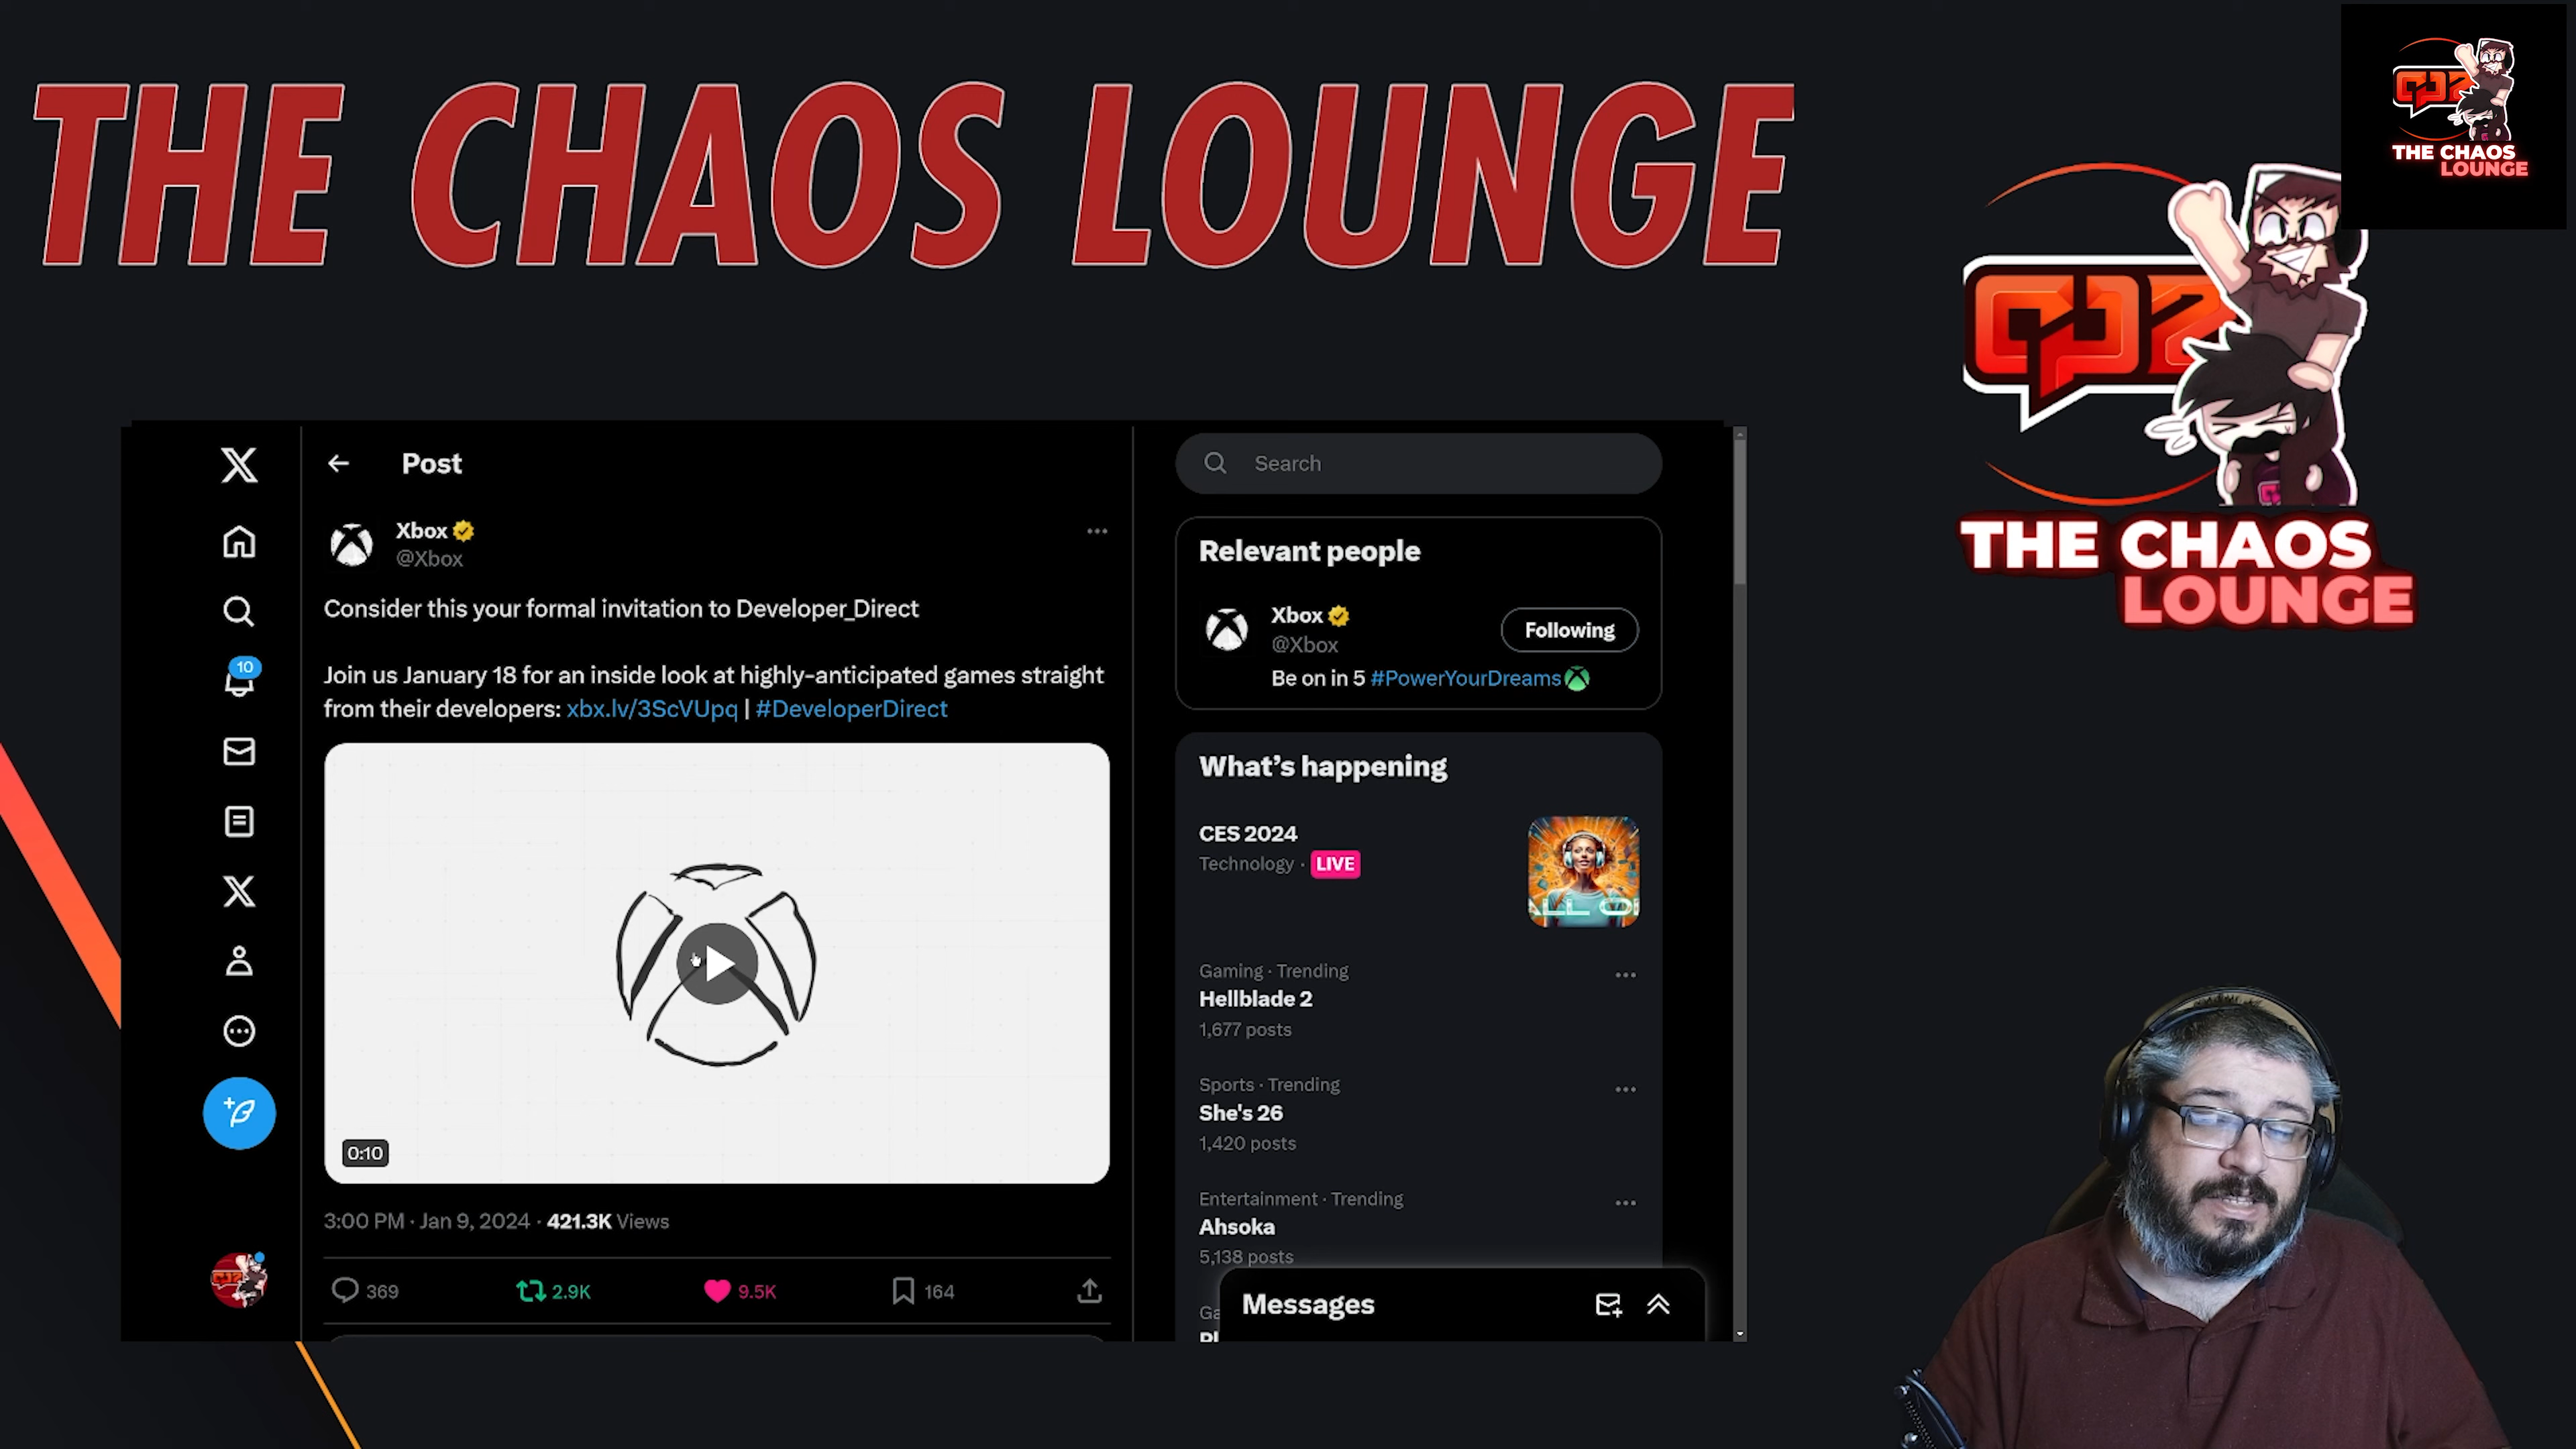 THE CHAOS LOUNGE
THE CHAOS
LOUNGE
THE CHAOS
LOUNGE
Post
Xbox
@Xbox
Consider this your formal invitation to Developer_Direct
Join us January 18 for an inside look at highly-anticipated games straight
from their developers: xbx.lv/3ScVUpq | #DeveloperDirect
0:10
3:00 PM · Jan 9, 2024 · 421.3K Views
369
2.9K
9.5K
164
10
Search
Relevant people
Xbox
@Xbox
Following
Be on in 5 #PowerYourDreams
What's happening
CES 2024
Technology · LIVE
Gaming · Trending
Hellblade 2
1,677 posts
Sports · Trending
She's 26
1,420 posts
Entertainment · Trending
Ahsoka
5,138 posts
Messages